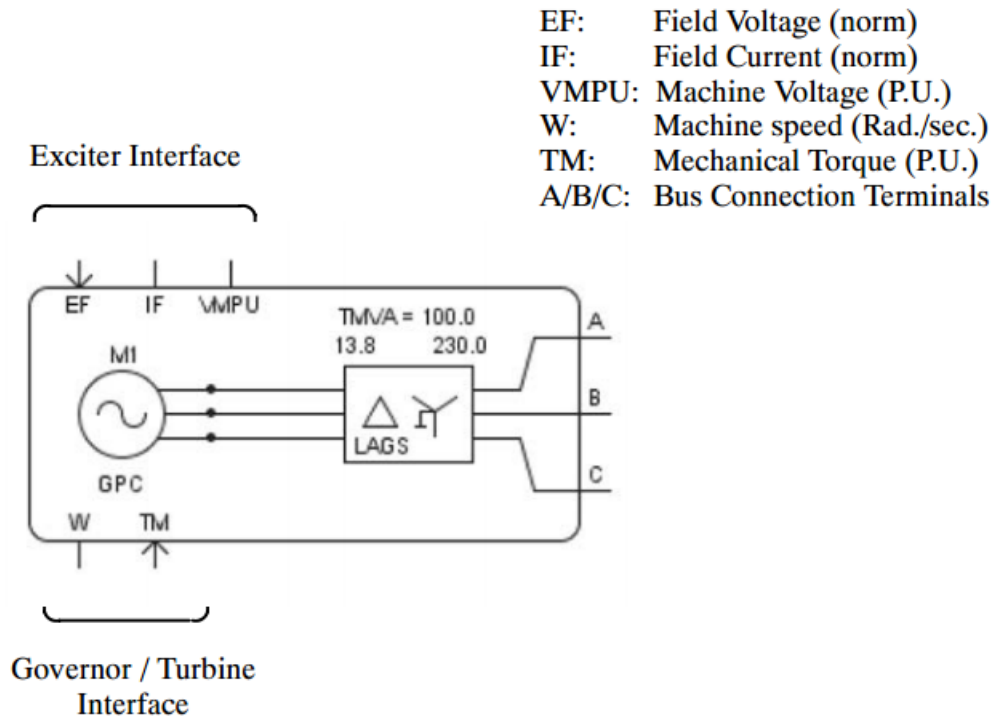 EF: Field Voltage (norm)
IF: Field Current (norm)
VMPU: Machine Voltage (P.U.)
W: Machine speed (Rad./sec.)
TM: Mechanical Torque (P.U.)
A/B/C: Bus Connection Terminals
Exciter Interface
EF IF VMPU
TMVA = 100.0
13.8 230.0
A
M1
B
LAGS
GPC
C
W TM
Governor / Turbine
Interface